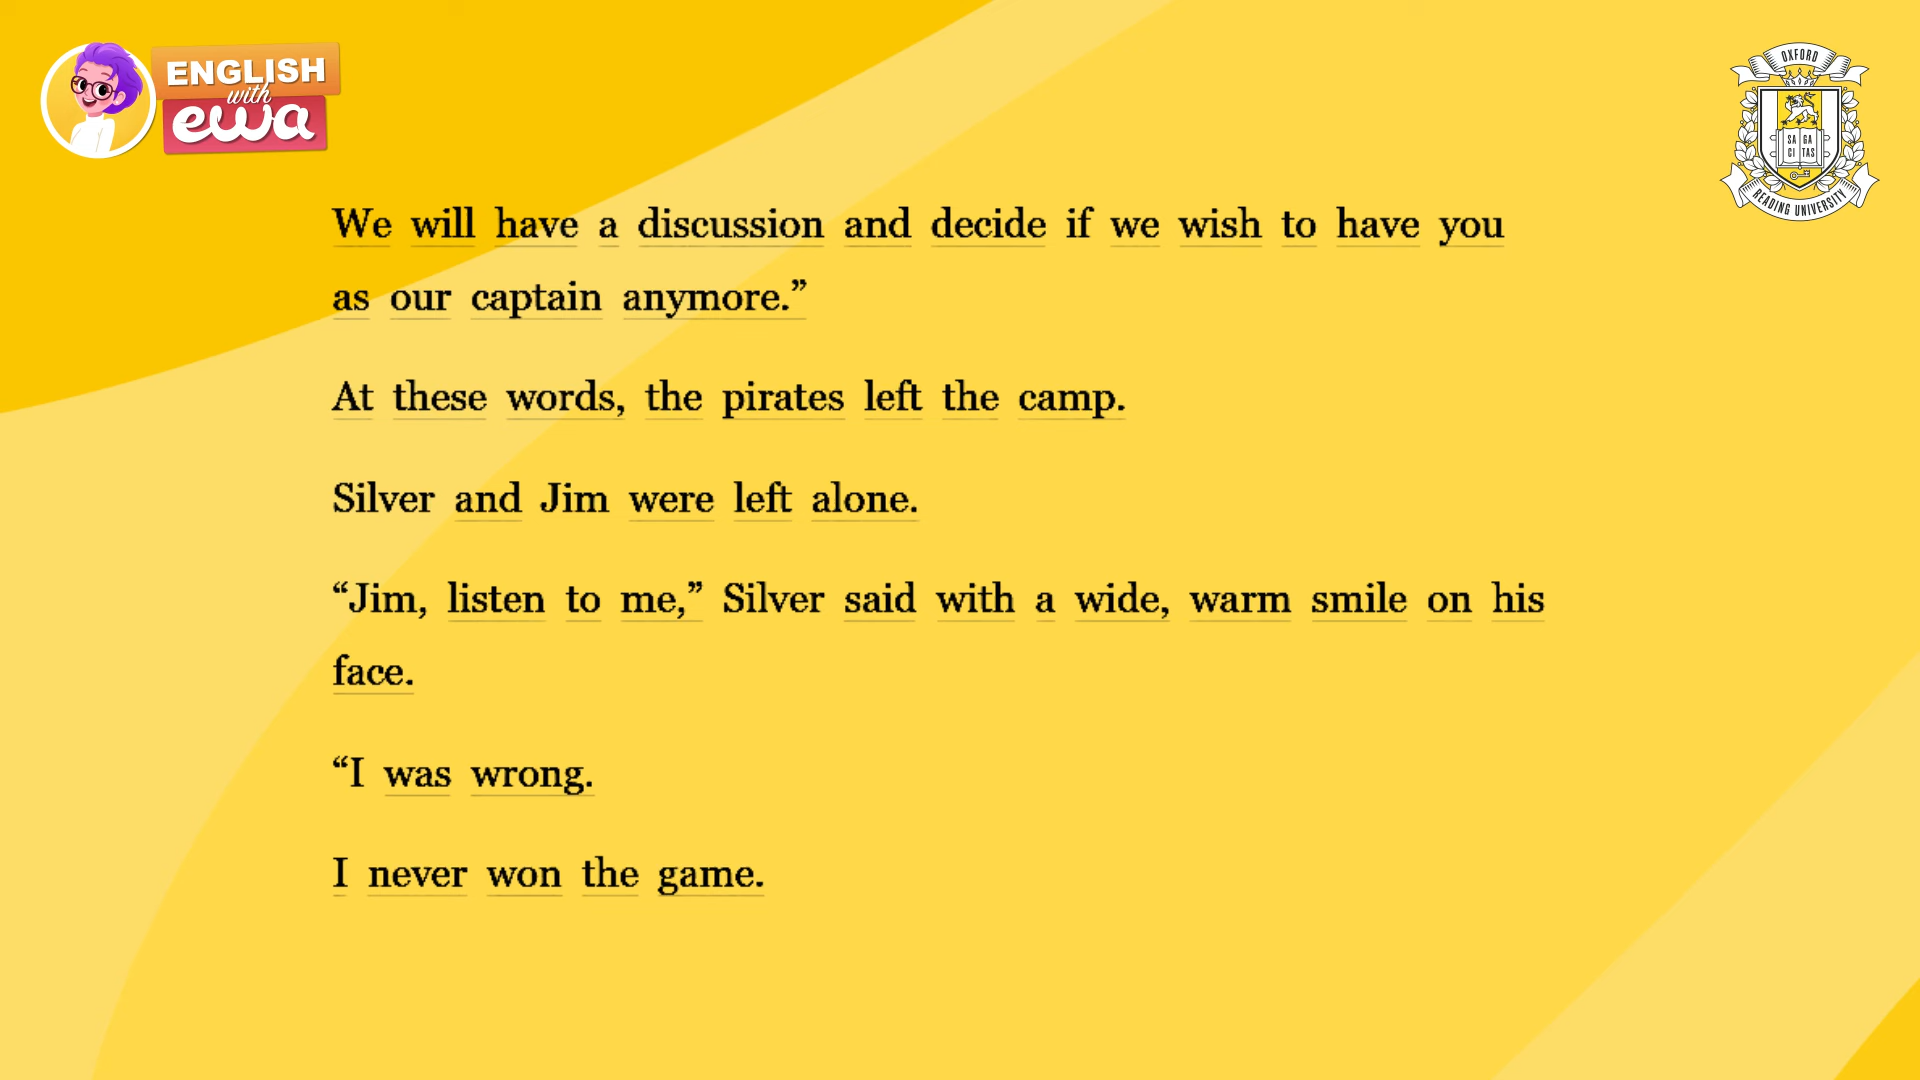 ENGLISH
with
ewa
OXFORD
SA GA
CI TAS
READING UNIVERSITY
We will have a discussion and decide if we wish to have you
as our captain anymore.”
At these words, the pirates left the camp.
Silver and Jim were left alone.
“Jim, listen to me,” Silver said with a wide, warm smile on his
face.
“I was wrong.
I never won the game.